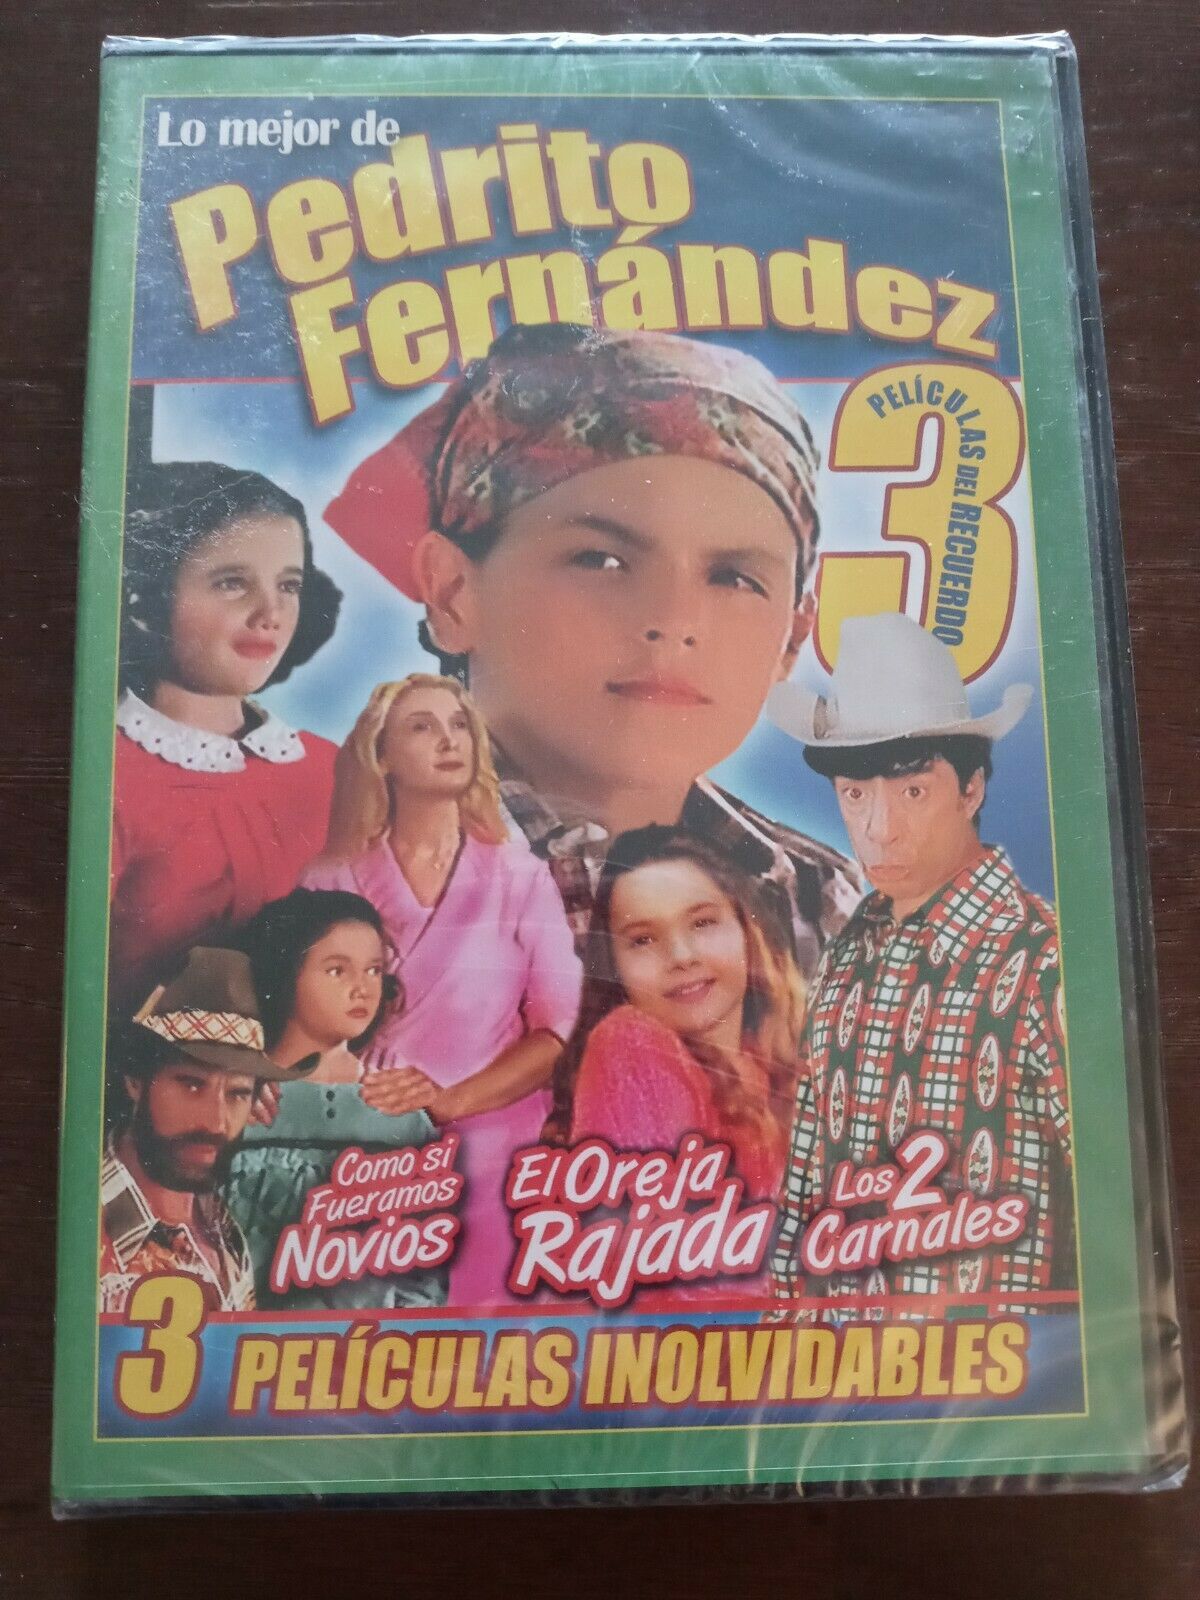 Lo mejor de
Pedrito
Fernández
3
PELÍCULAS DEL RECUERDO
Como si
Fueramos
Novios
El Oreja
Rajada
Los 2
Carnales
3 PELÍCULAS INOLVIDABLES